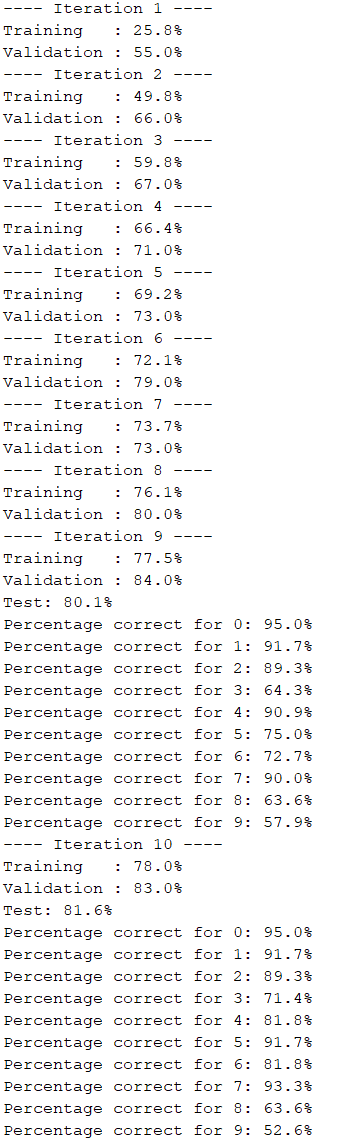 ---- Iteration 1 ----
Training   : 25.8%
Validation : 55.0%
---- Iteration 2 ----
Training   : 49.8%
Validation : 66.0%
---- Iteration 3 ----
Training   : 59.8%
Validation : 67.0%
---- Iteration 4 ----
Training   : 66.4%
Validation : 71.0%
---- Iteration 5 ----
Training   : 69.2%
Validation : 73.0%
---- Iteration 6 ----
Training   : 72.1%
Validation : 79.0%
---- Iteration 7 ----
Training   : 73.7%
Validation : 73.0%
---- Iteration 8 ----
Training   : 76.1%
Validation : 80.0%
---- Iteration 9 ----
Training   : 77.5%
Validation : 84.0%
Test: 80.1%
Percentage correct for 0: 95.0%
Percentage correct for 1: 91.7%
Percentage correct for 2: 89.3%
Percentage correct for 3: 64.3%
Percentage correct for 4: 90.9%
Percentage correct for 5: 75.0%
Percentage correct for 6: 72.7%
Percentage correct for 7: 90.0%
Percentage correct for 8: 63.6%
Percentage correct for 9: 57.9%
---- Iteration 10 ----
Training   : 78.0%
Validation : 83.0%
Test: 81.6%
Percentage correct for 0: 95.0%
Percentage correct for 1: 91.7%
Percentage correct for 2: 89.3%
Percentage correct for 3: 71.4%
Percentage correct for 4: 81.8%
Percentage correct for 5: 91.7%
Percentage correct for 6: 81.8%
Percentage correct for 7: 93.3%
Percentage correct for 8: 63.6%
Percentage correct for 9: 52.6%